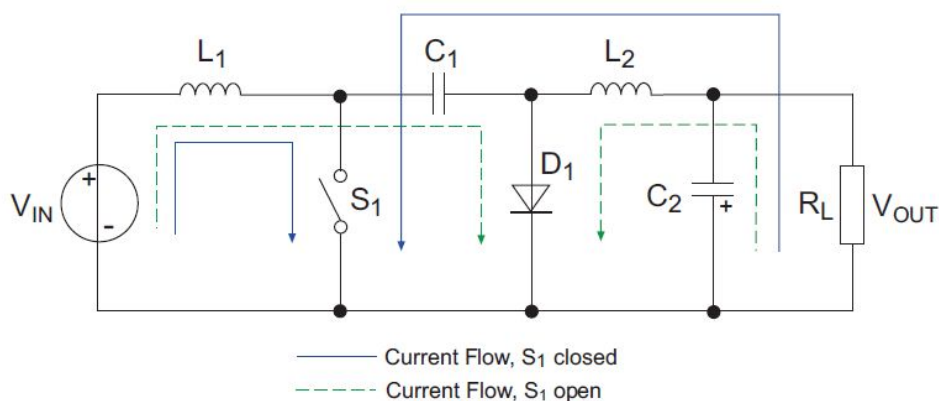 L1
C1
L2
VIN
+
-
S1
D1
C2
+
RL
VOUT
Current Flow, S1 closed
Current Flow, S1 open